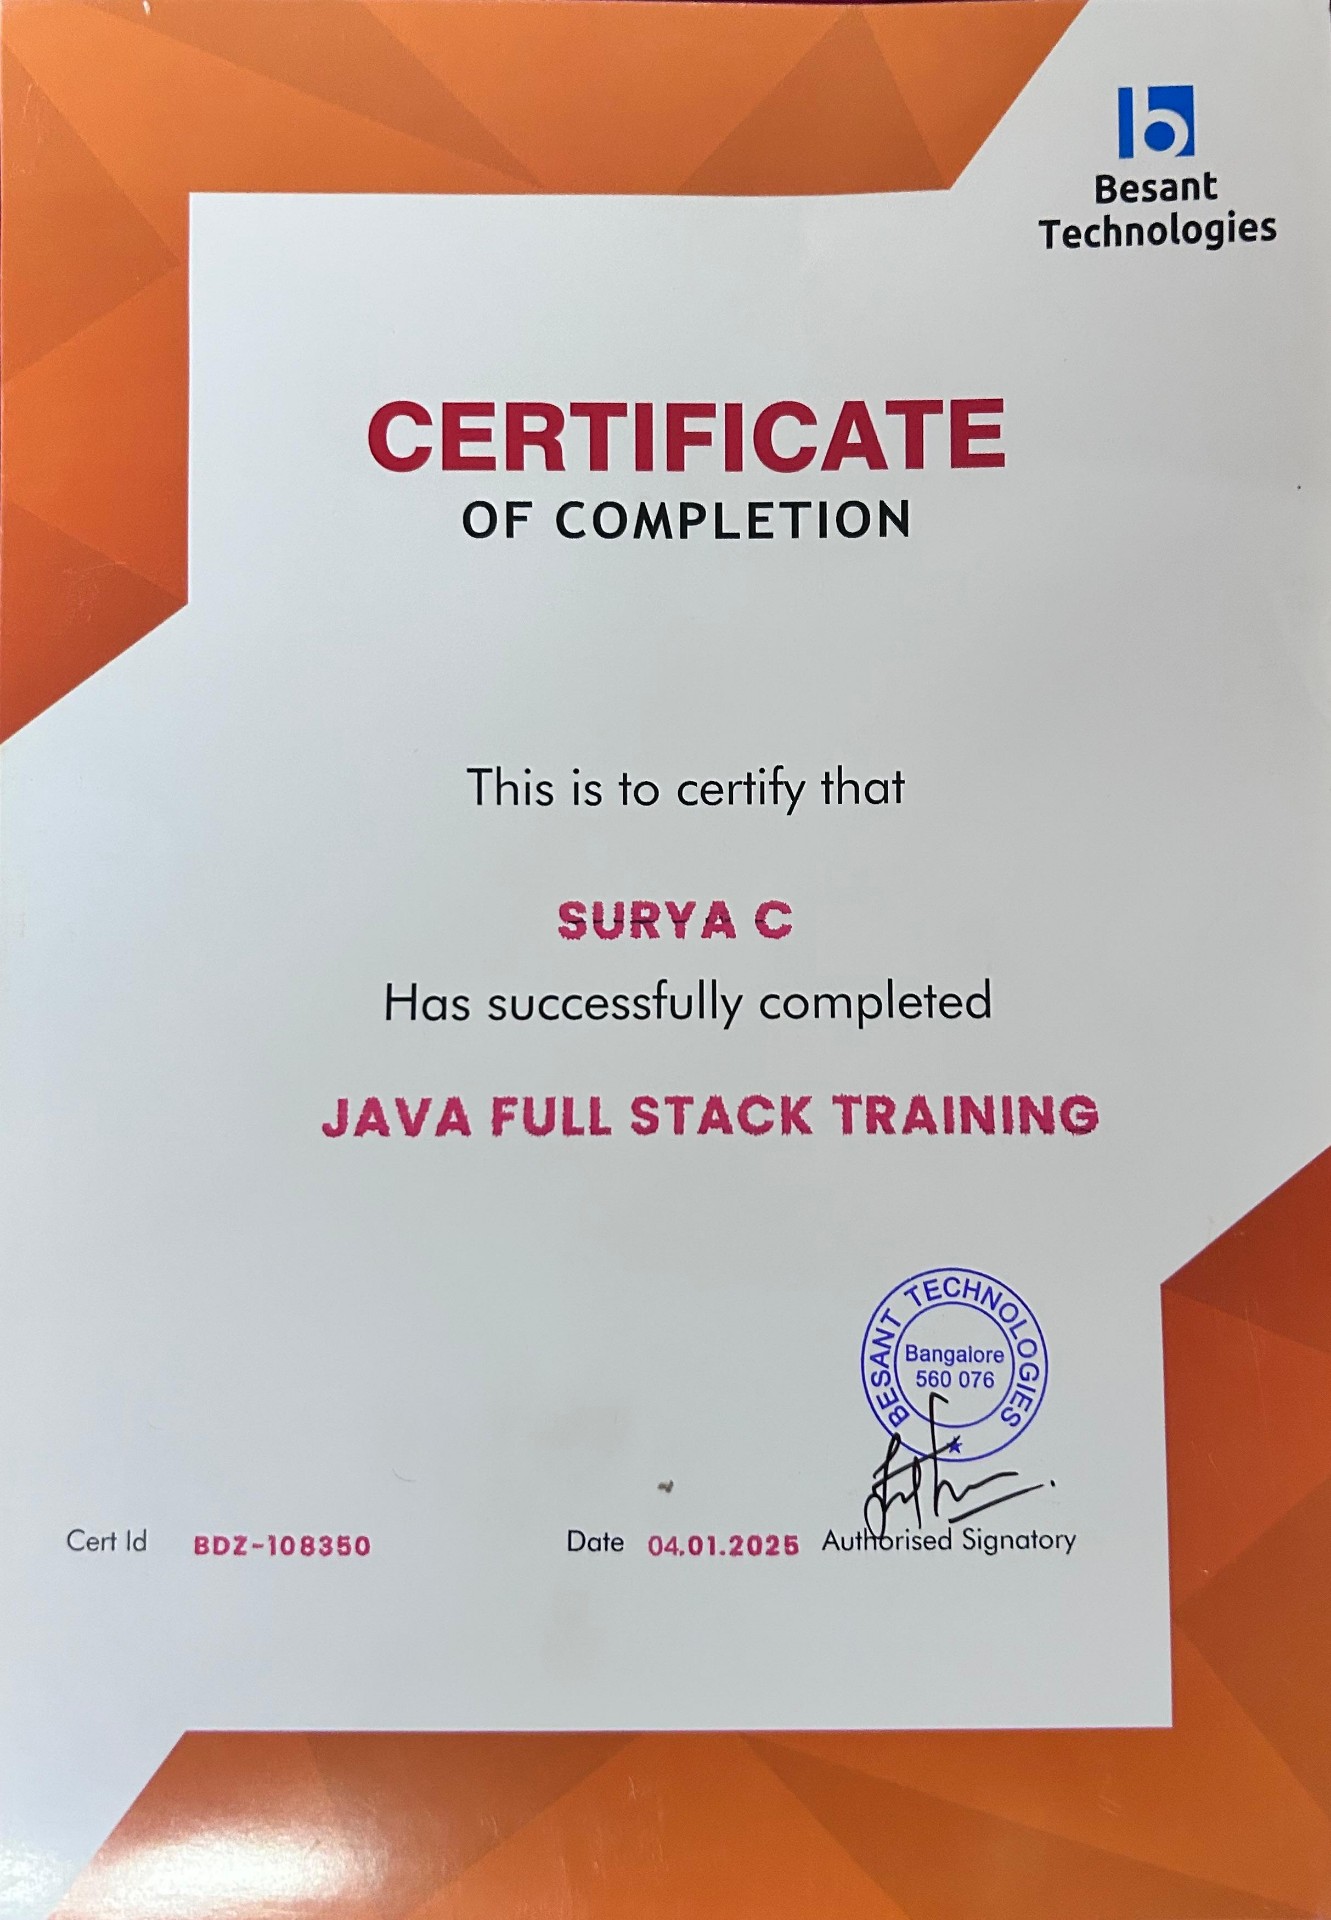 Besant
Technologies
CERTIFICATE
OF COMPLETION
This is to certify that
SURYA C
Has successfully completed
JAVA FULL STACK TRAINING
BESANT TECHNOLOGIES
Bangalore
560 076
Cert Id BDZ-108350 Date 04.01.2025 Authorised Signatory